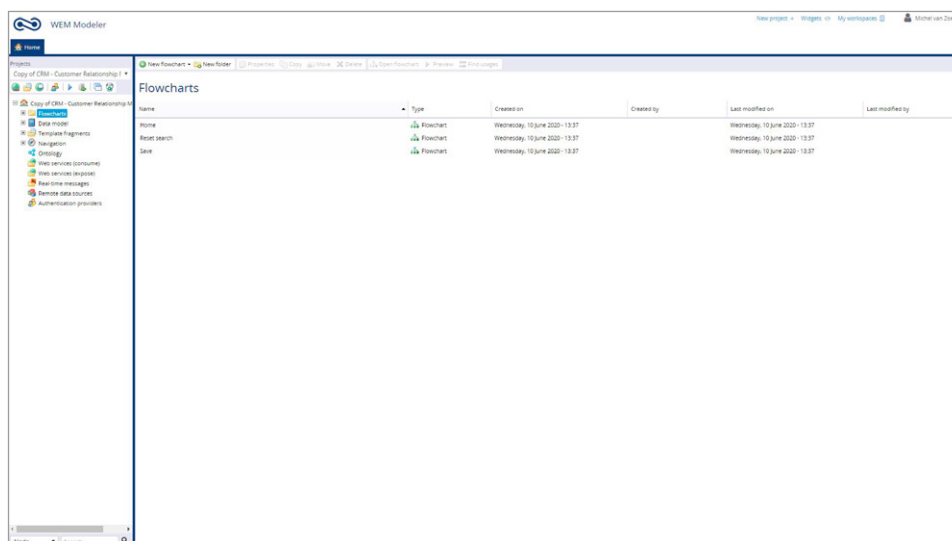 WEM Modeler
New project + Widgets <> My workspaces Michel van Zoe
Home
Projects
Copy of CRM - Customer Relationship !
New flowchart New folder Properties Copy Move Delete Open flowchart Preview Find usages
Copy of CRM - Customer Relationship M
Flowcharts
Data model
Template fragments
Navigation
Ontology
Web services (consume)
Web services (expose)
Real-time messages
Remote data sources
Authentication providers
Flowcharts
Name Type Created on Created by Last modified on Last modified by
Home Flowchart Wednesday, 10 June 2020 - 13:37 Wednesday, 10 June 2020 - 13:37
Reset search Flowchart Wednesday, 10 June 2020 - 13:37 Wednesday, 10 June 2020 - 13:37
Save Flowchart Wednesday, 10 June 2020 - 13:37 Wednesday, 10 June 2020 - 13:37